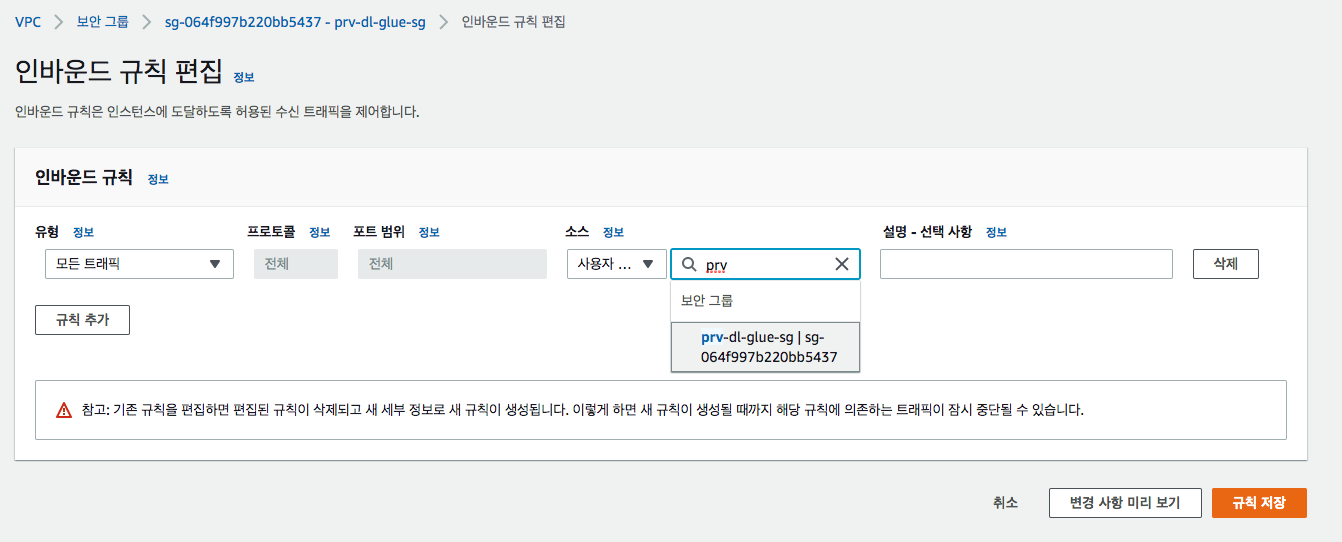 VPC > 보안 그룹 > sg-064f997b220bb5437 - prv-dl-glue-sg > 인바운드 규칙 편집
인바운드 규칙 편집 정보
인바운드 규칙은 인스턴스에 도달하도록 허용된 수신 트래픽을 제어합니다.
인바운드 규칙 정보
유형 정보 프로토콜 정보 포트 범위 정보 소스 정보 설명 - 선택 사항 정보
모든 트래픽 전체 전체 사용자 ... prv 삭제
보안 그룹
규칙 추가
prv-dl-glue-sg | sg-
064f997b220bb5437
참고: 기존 규칙을 편집하면 편집된 규칙이 삭제되고 새 세부 정보로 새 규칙이 생성됩니다. 이렇게 하면 새 규칙이 생성될 때까지 해당 규칙에 의존하는 트래픽이 잠시 중단될 수 있습니다.
취소 변경 사항 미리 보기 규칙 저장